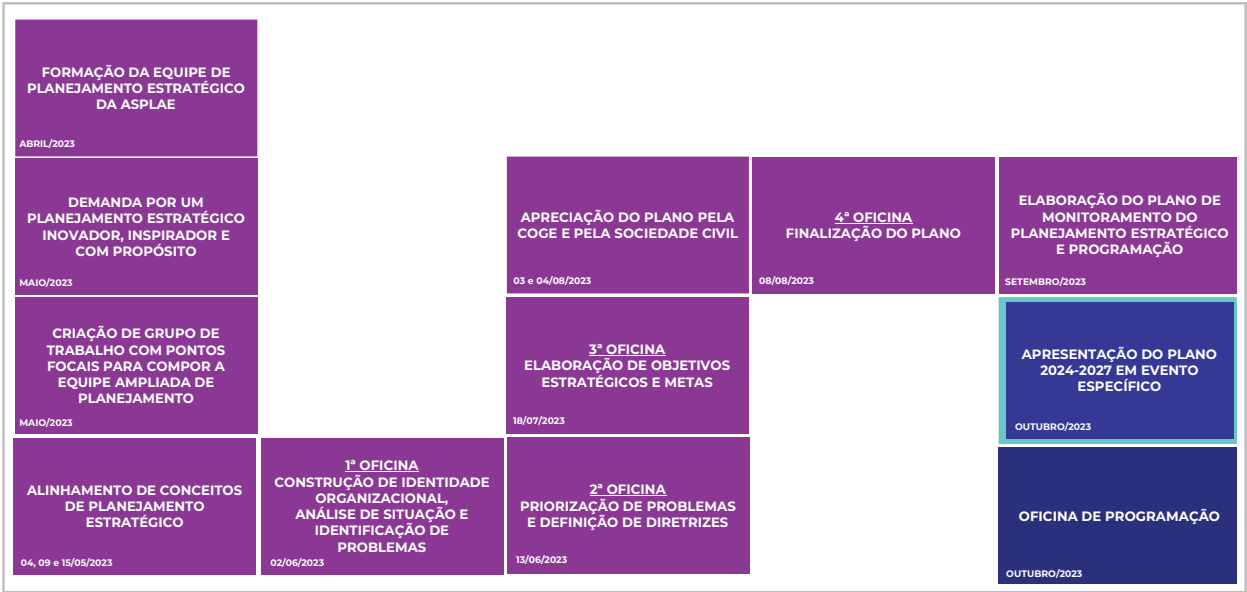 FORMAÇÃO DA EQUIPE DE
PLANEJAMENTO ESTRATÉGICO
DA ASPLAE
ABRIL/2023
DEMANDA POR UM
PLANEJAMENTO ESTRATÉGICO
INOVADOR, INSPIRADOR E
COM PROPÓSITO
MAIO/2023
CRIAÇÃO DE GRUPO DE
TRABALHO COM PONTOS
FOCAIS PARA COMPOR A
EQUIPE AMPLIADA DE
PLANEJAMENTO
MAIO/2023
ALINHAMENTO DE CONCEITOS
DE PLANEJAMENTO
ESTRATÉGICO
04, 09 e 15/05/2023
1ª OFICINA
CONSTRUÇÃO DE IDENTIDADE
ORGANIZACIONAL,
ANÁLISE DE SITUAÇÃO E
IDENTIFICAÇÃO DE
PROBLEMAS
02/06/2023
2ª OFICINA
PRIORIZAÇÃO DE PROBLEMAS
E DEFINIÇÃO DE DIRETRIZES
13/06/2023
3ª OFICINA
ELABORAÇÃO DE OBJETIVOS
ESTRATÉGICOS E METAS
18/07/2023
APRECIAÇÃO DO PLANO PELA
COGE E PELA SOCIEDADE CIVIL
03 e 04/08/2023
4ª OFICINA
FINALIZAÇÃO DO PLANO
08/08/2023
ELABORAÇÃO DO PLANO DE
MONITORAMENTO DO
PLANEJAMENTO ESTRATÉGICO
E PROGRAMAÇÃO
SETEMBRO/2023
APRESENTAÇÃO DO PLANO
2024-2027 EM EVENTO
ESPECÍFICO
OUTUBRO/2023
OFICINA DE PROGRAMAÇÃO
OUTUBRO/2023